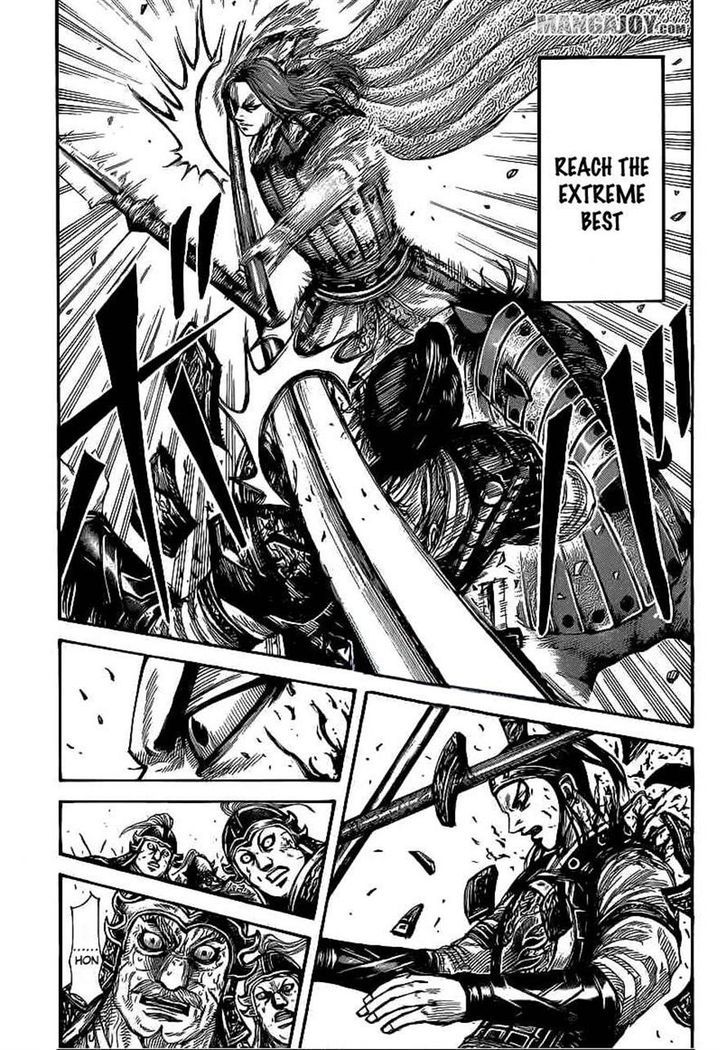 MANGAJOY.COM
REACH THE
EXTREME
BEST
......
HON